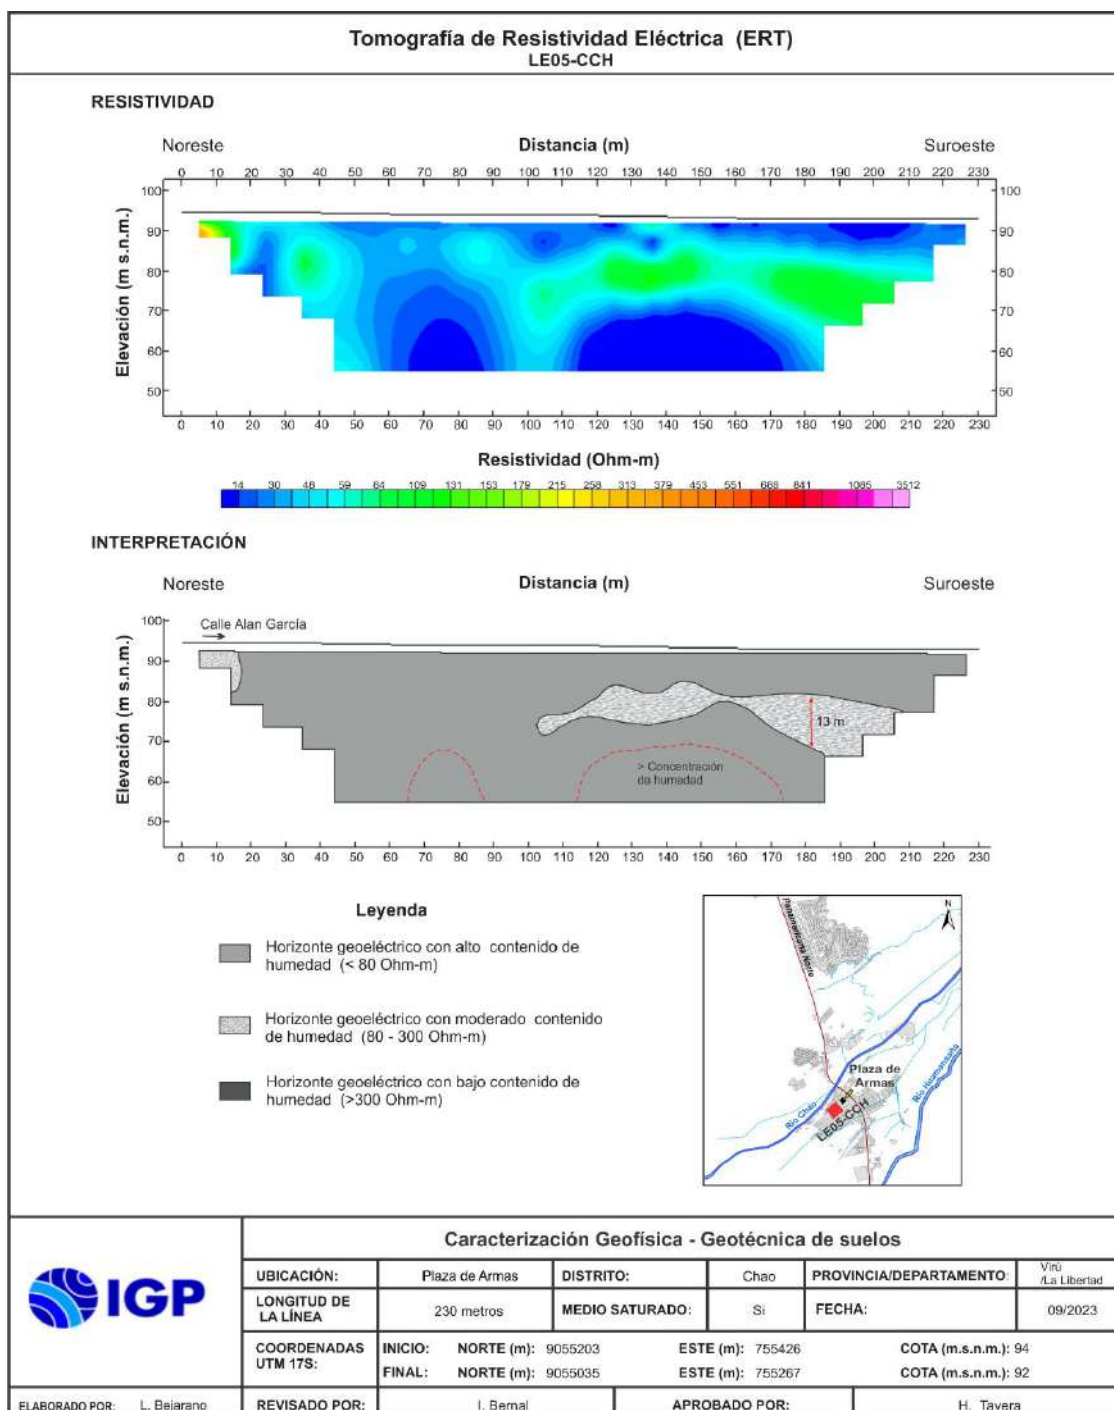 Tomografía de Resistividad Eléctrica (ERT)
LE05-CCH
RESISTIVIDAD
Noreste Distancia (m) Suroeste
0 10 20 30 40 50 60 70 80 90 100 110 120 130 140 150 160 170 180 190 200 210 220 230
Elevación (m s.n.m.)
100 100
90 90
80 80
70 70
60 60
50 50
0 10 20 30 40 50 60 70 80 90 100 110 120 130 140 150 160 170 180 190 200 210 220 230
Resistividad (Ohm-m)
14 30 48 59 64 109 131 153 179 215 258 313 379 453 551 668 841 1085 3512
INTERPRETACIÓN
Noreste Distancia (m) Suroeste
Calle Alan García
Elevación (m s.n.m.)
100
90
80
70
60
50
13 m
> Concentración
de humedad
0 10 20 30 40 50 60 70 80 90 100 110 120 130 140 150 160 170 180 190 200 210 220 230
Leyenda
Horizonte geoeléctrico con alto contenido de
humedad (< 80 Ohm-m)
Horizonte geoeléctrico con moderado contenido
de humedad (80 - 300 Ohm-m)
Horizonte geoeléctrico con bajo contenido de
humedad (>300 Ohm-m)
N
Panamericana Norte
Plaza de
Armas
Río Chao
LE05-CCH
Río Huamanzaña
IGP
Caracterización Geofísica - Geotécnica de suelos
UBICACIÓN: Plaza de Armas DISTRITO: Chao PROVINCIA/DEPARTAMENTO: Virú
/La Libertad
LONGITUD DE
LA LÍNEA 230 metros MEDIO SATURADO: Si FECHA: 09/2023
COORDENADAS
UTM 17S:
INICIO: NORTE (m): 9055203 ESTE (m): 755426 COTA (m.s.n.m.): 94
FINAL: NORTE (m): 9055035 ESTE (m): 755267 COTA (m.s.n.m.): 92
ELABORADO POR: L. Bejarano REVISADO POR: I. Bernal APROBADO POR: H. Tavera